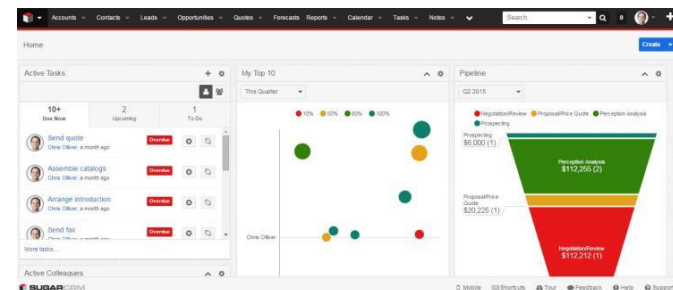 Accounts Contacts Leads Opportunities Quotes Forecasts Reports Calendar Tasks Notes Search 0
Home
Create
Active Tasks
10+
Due Now
2
Upcoming
1
To Do
Send quote
Chris Olliver, a month ago
Overdue
Assemble catalogs
Chris Olliver, a month ago
Overdue
Arrange introduction
Chris Olliver, a month ago
Overdue
Send fax
Chris Olliver, a month ago
Overdue
More tasks...
Active Colleagues
My Top 10
This Quarter
10% 50% 80% 100%
Chris Olliver
Pipeline
Q2 2015
Negotiation/Review Proposal/Price Quote Perception Analysis
Prospecting
Prospecting
$6,000 (1)
Perception Analysis
$112,255 (2)
Proposal/Price
Quote
$20,225 (1)
Negotiation/Review
$112,212 (1)
SUGARCRM
Mobile Shortcuts Tour Feedback Help Support